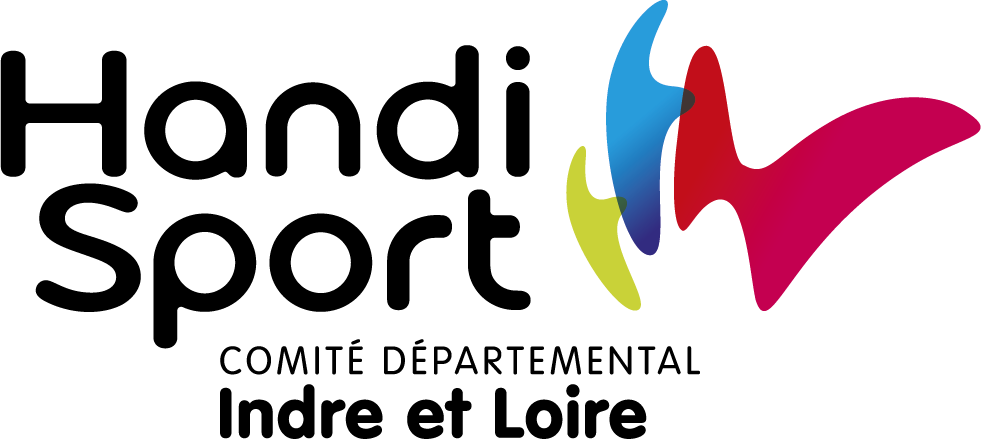 Handi
Sport
COMITÉ DÉPARTEMENTAL
Indre et Loire